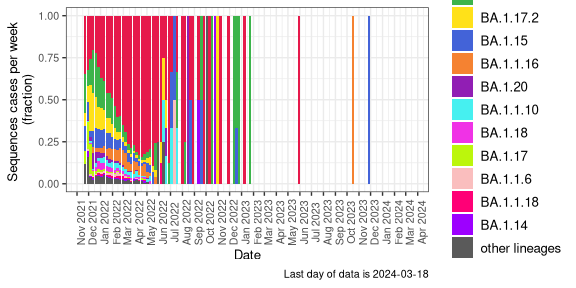 1.00
0.75
0.50
0.25
0.00
Sequences cases per week
(fraction)
Nov 2021
Dec 2021
Jan 2022
Feb 2022
Mar 2022
Apr 2022
May 2022
Jun 2022
Jul 2022
Aug 2022
Sep 2022
Oct 2022
Nov 2022
Dec 2022
Jan 2023
Feb 2023
Mar 2023
Apr 2023
May 2023
Jun 2023
Jul 2023
Aug 2023
Sep 2023
Oct 2023
Nov 2023
Dec 2023
Jan 2024
Feb 2024
Mar 2024
Apr 2024
Date
Last day of data is 2024-03-18
BA.1.17.2
BA.1.15
BA.1.1.16
BA.1.20
BA.1.1.10
BA.1.18
BA.1.17
BA.1.1.6
BA.1.1.18
BA.1.14
other lineages